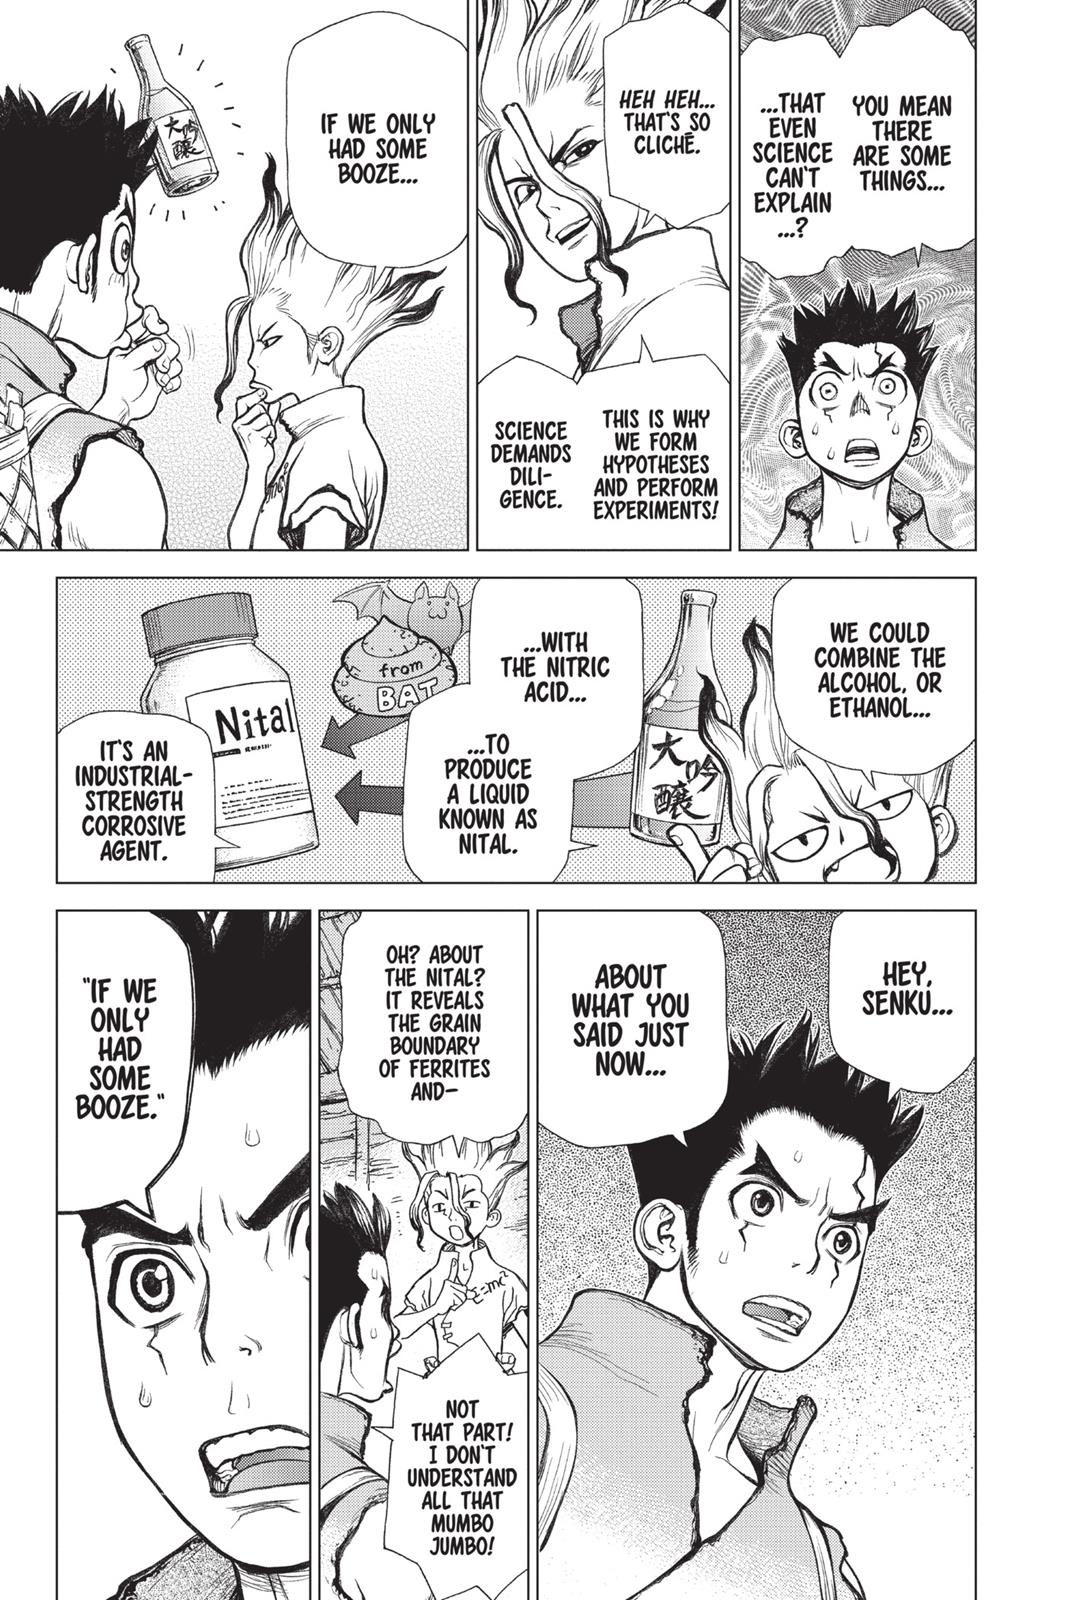 YOU MEAN
THERE
ARE SOME
THINGS...
...THAT
EVEN
SCIENCE
CAN'T
EXPLAIN
...?
HEH HEH...
THAT'S SO
CLICHÉ.
THIS IS WHY
WE FORM
HYPOTHESES
AND PERFORM
EXPERIMENTS!
SCIENCE
DEMANDS
DILI-
GENCE.
IF WE ONLY
HAD SOME
BOOZE...
大吟
醸
WE COULD
COMBINE THE
ALCOHOL, OR
ETHANOL...
大吟
醸
...WITH
THE NITRIC
ACID...
...TO
PRODUCE
A LIQUID
KNOWN AS
NITAL.
from
BAT
Nital
IT'S AN
INDUSTRIAL-
STRENGTH
CORROSIVE
AGENT.
HEY,
SENKU...
ABOUT
WHAT YOU
SAID JUST
NOW...
OH? ABOUT
THE NITAL?
IT REVEALS
THE GRAIN
BOUNDARY
OF FERRITES
AND—
E=mc²
NOT
THAT PART!
I DON'T
UNDERSTAND
ALL THAT
MUMBO
JUMBO!
"IF WE
ONLY
HAD
SOME
BOOZE."